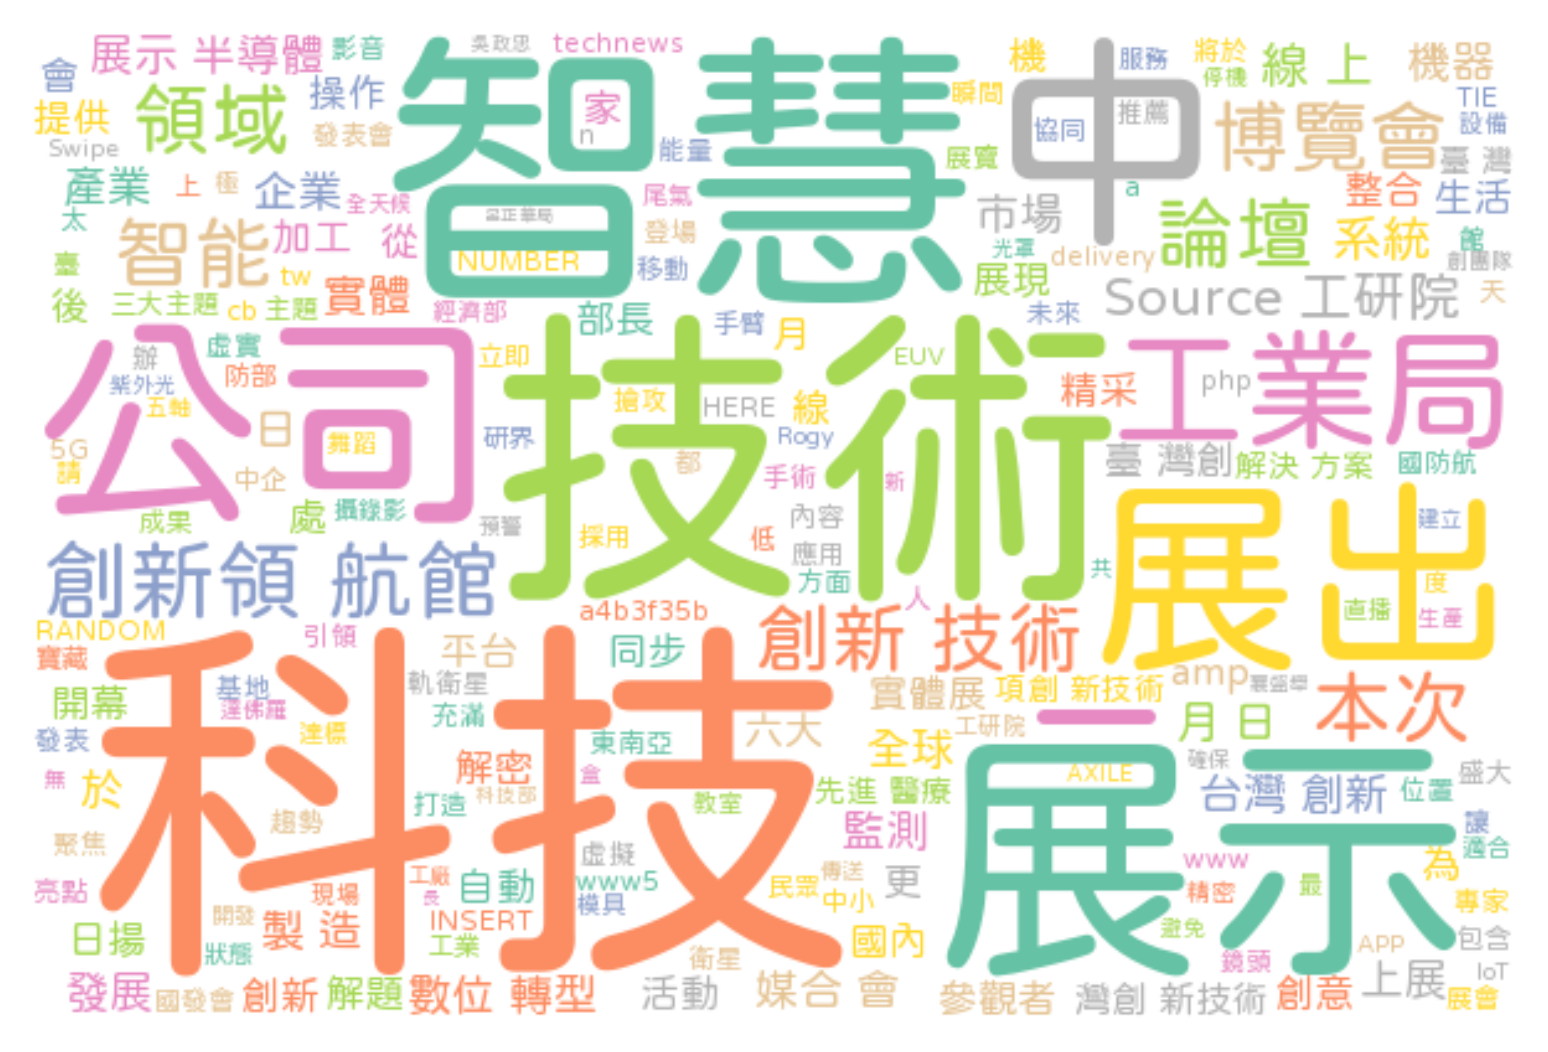 展示 半導體 影音 吳政忠 technews
智慧
中
機 服務 將於 停機 線 上 機器
會 提供 領域 操作 家 n 瞬間 協同 推薦 博覽會 TIE 設備
Swipe 發表會 能量 展覽 臺 灣
產業 上 極 企業 全天候 尾氣 a 整合 生活
太 智能 加工 從 登場 市場 論壇 系統 館
臺 tw NUMBER 移動 光罩 展現 delivery 創團隊
後 三大主題 cb 主題 實體 經濟部 部長 手臂 月 未來 Source 工研院 天
公司
技術
工業局
辦 虛實 立即 EUV
紫外光 防部 搶攻 HERE 線 精采 php
五軸 日 舞蹈 研界 Rogy
5G 請 中企 都 手術 新 臺 灣創 解決 方案 國防航
成果 處 攝錄影 預警 採用 低 內容 應用
展出
建立
創新領 航館 方面 共 度
a4b3f35b 人 直播 生產
RANDOM 引領 平台 同步 創新 技術
寶藏 amp
科技
開幕 基地 達佛羅 軌衛星 實體展 項創 新技術 本次
發表 達標 充滿 東南亞 六大 全球 工研院 月 日
展示
無 於 解密 盒 AXILE 確保 盛大
趨勢 打造 科技部 教室 先進 醫療 台灣 創新 位置
聚焦 虛擬 監測 www 讓 適合
亮點 現場 工廠 長 自動 www5 民眾 傳送 更 精密 最 為
開發 製 造 INSERT 模具 中小 專家
日揚 狀態 工業 衛星 國內 避免 APP 包含
鏡頭 IoT
發展 國發會 創新 解題 數位 轉型 活動 媒合 會 參觀者 灣創 新技術 創意 上展 展會